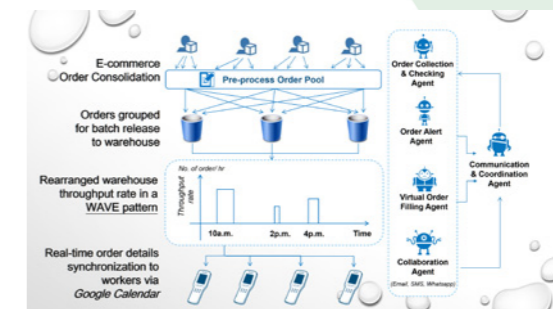 E-commerce
Order Consolidation
Pre-process Order Pool
Orders grouped
for batch release
to warehouse
Rearranged warehouse
throughput rate in a
WAVE pattern
No. of order/ hr
Throughput
rate
10a.m.
2p.m.
4p.m.
Time
Real-time order details
synchronization to
workers via
Google Calendar
Order Collection
& Checking
Agent
Order Alert
Agent
Virtual Order
Filling Agent
Collaboration
Agent
(Email, SMS, Whatsapp)
Communication
& Coordination
Agent